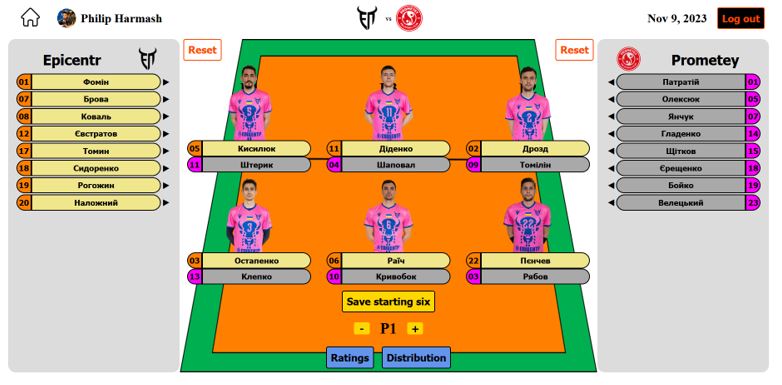 Philip Harmash
vs
Nov 9, 2023
Log out
Epicentr
01 Фомін
07 Брова
08 Коваль
12 Євстратов
17 Томин
18 Сидоренко
19 Рогожин
20 Наложний
Reset
Reset
05 Кисилюк
11 Штерик
11 Діденко
04 Шаповал
02 Дрозд
09 Томілін
03 Остапенко
13 Клепко
06 Раїч
10 Кривобок
22 Пєнчев
03 Рябов
Save starting six
- P1 +
Ratings
Distribution
Prometey
Патратій 01
Олексюк 05
Янчук 07
Гладенко 14
Щітков 15
Єрещенко 18
Бойко 19
Велецький 23